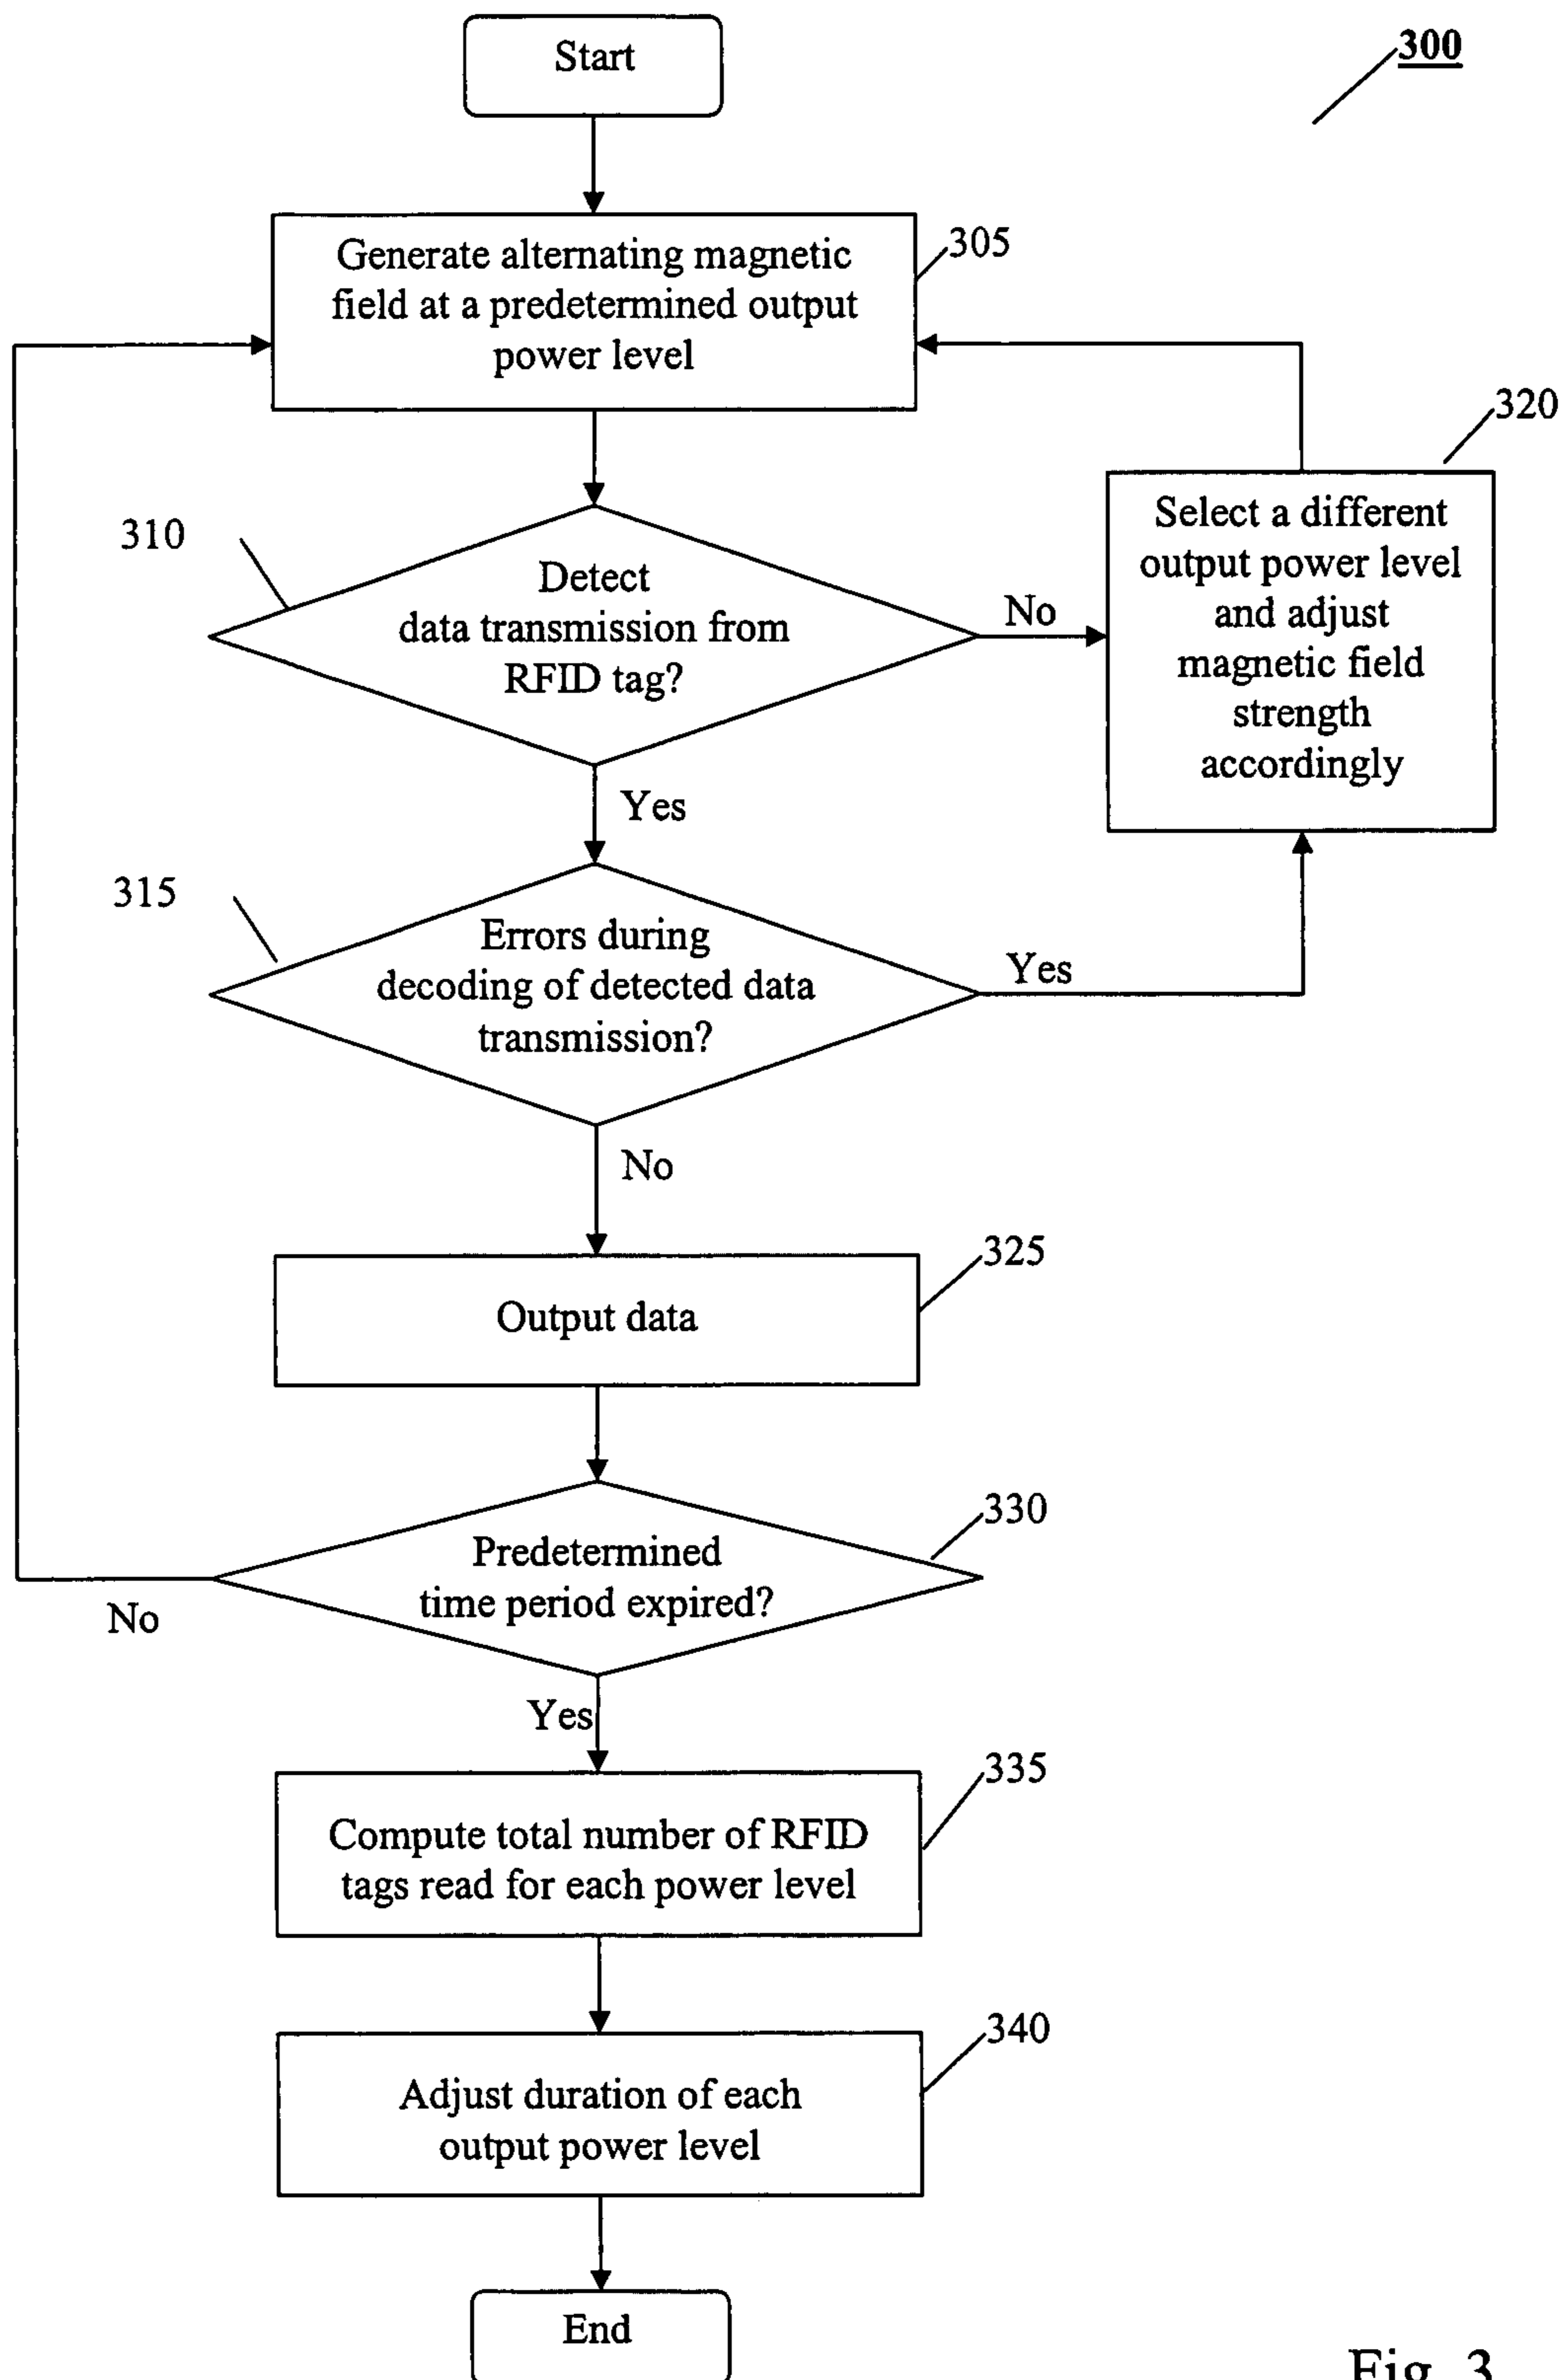 Start
300
Generate alternating magnetic
field at a predetermined output
power level
305
320
Select a different
output power level
and adjust
magnetic field
strength
accordingly
310
Detect
data transmission from
RFID tag?
No
Yes
315
Errors during
decoding of detected data
transmission?
Yes
No
325
Output data
330
Predetermined
time period expired?
No
Yes
335
Compute total number of RFID
tags read for each power level
340
Adjust duration of each
output power level
End
Fig. 3